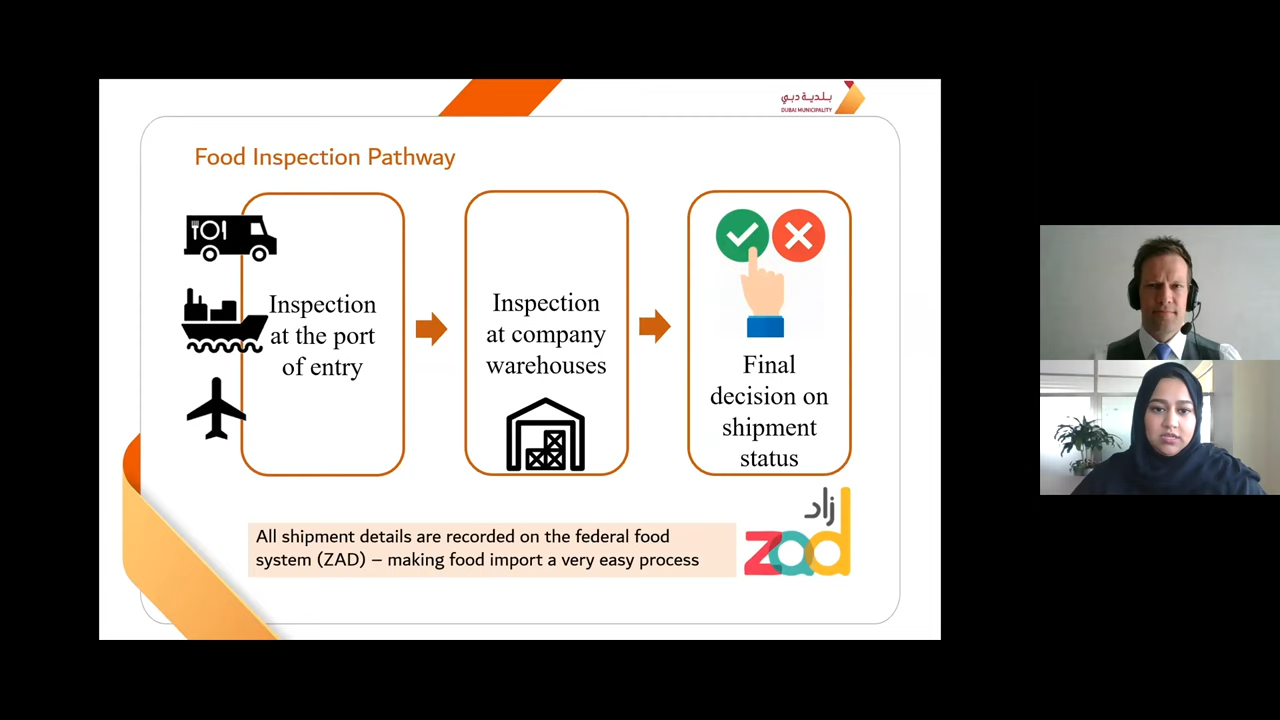 بلدية دبي
DUBAI MUNICIPALITY
Food Inspection Pathway
Inspection
at the port
of entry
Inspection
at company
warehouses
Final
decision on
shipment
status
All shipment details are recorded on the federal food
system (ZAD) – making food import a very easy process
زاد
zad